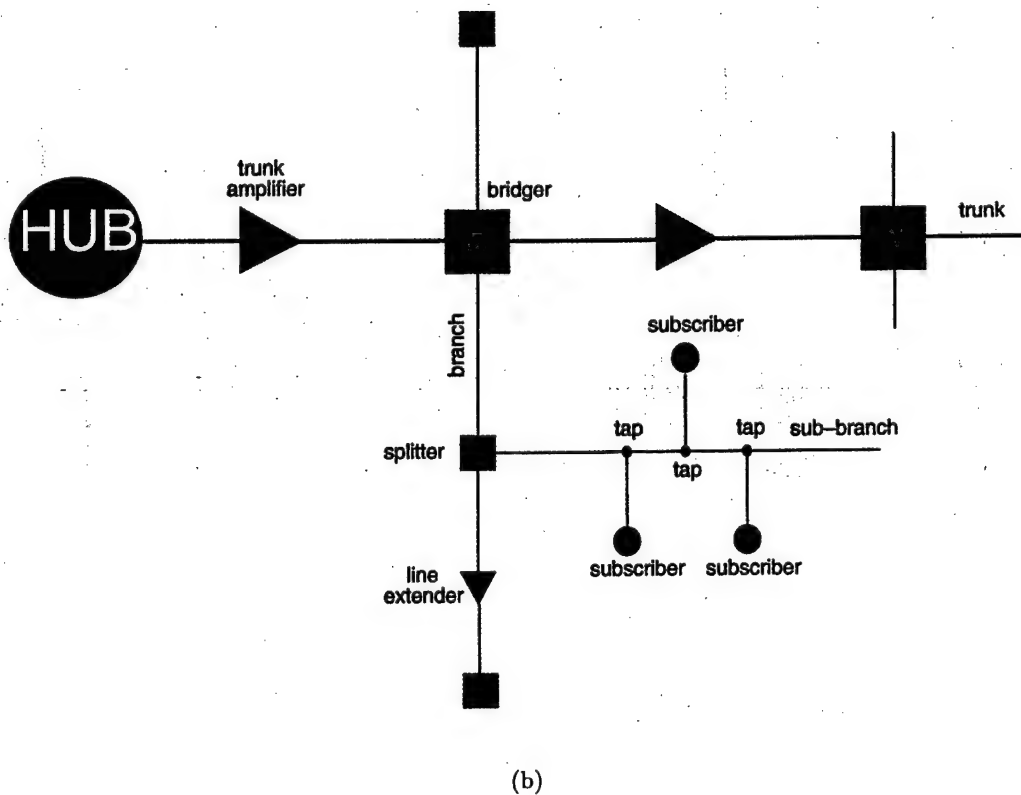 trunk
amplifier
bridger
HUB
trunk
branch
subscriber
splitter
tap
tap
sub–branch
tap
subscriber
subscriber
line
extender
(b)